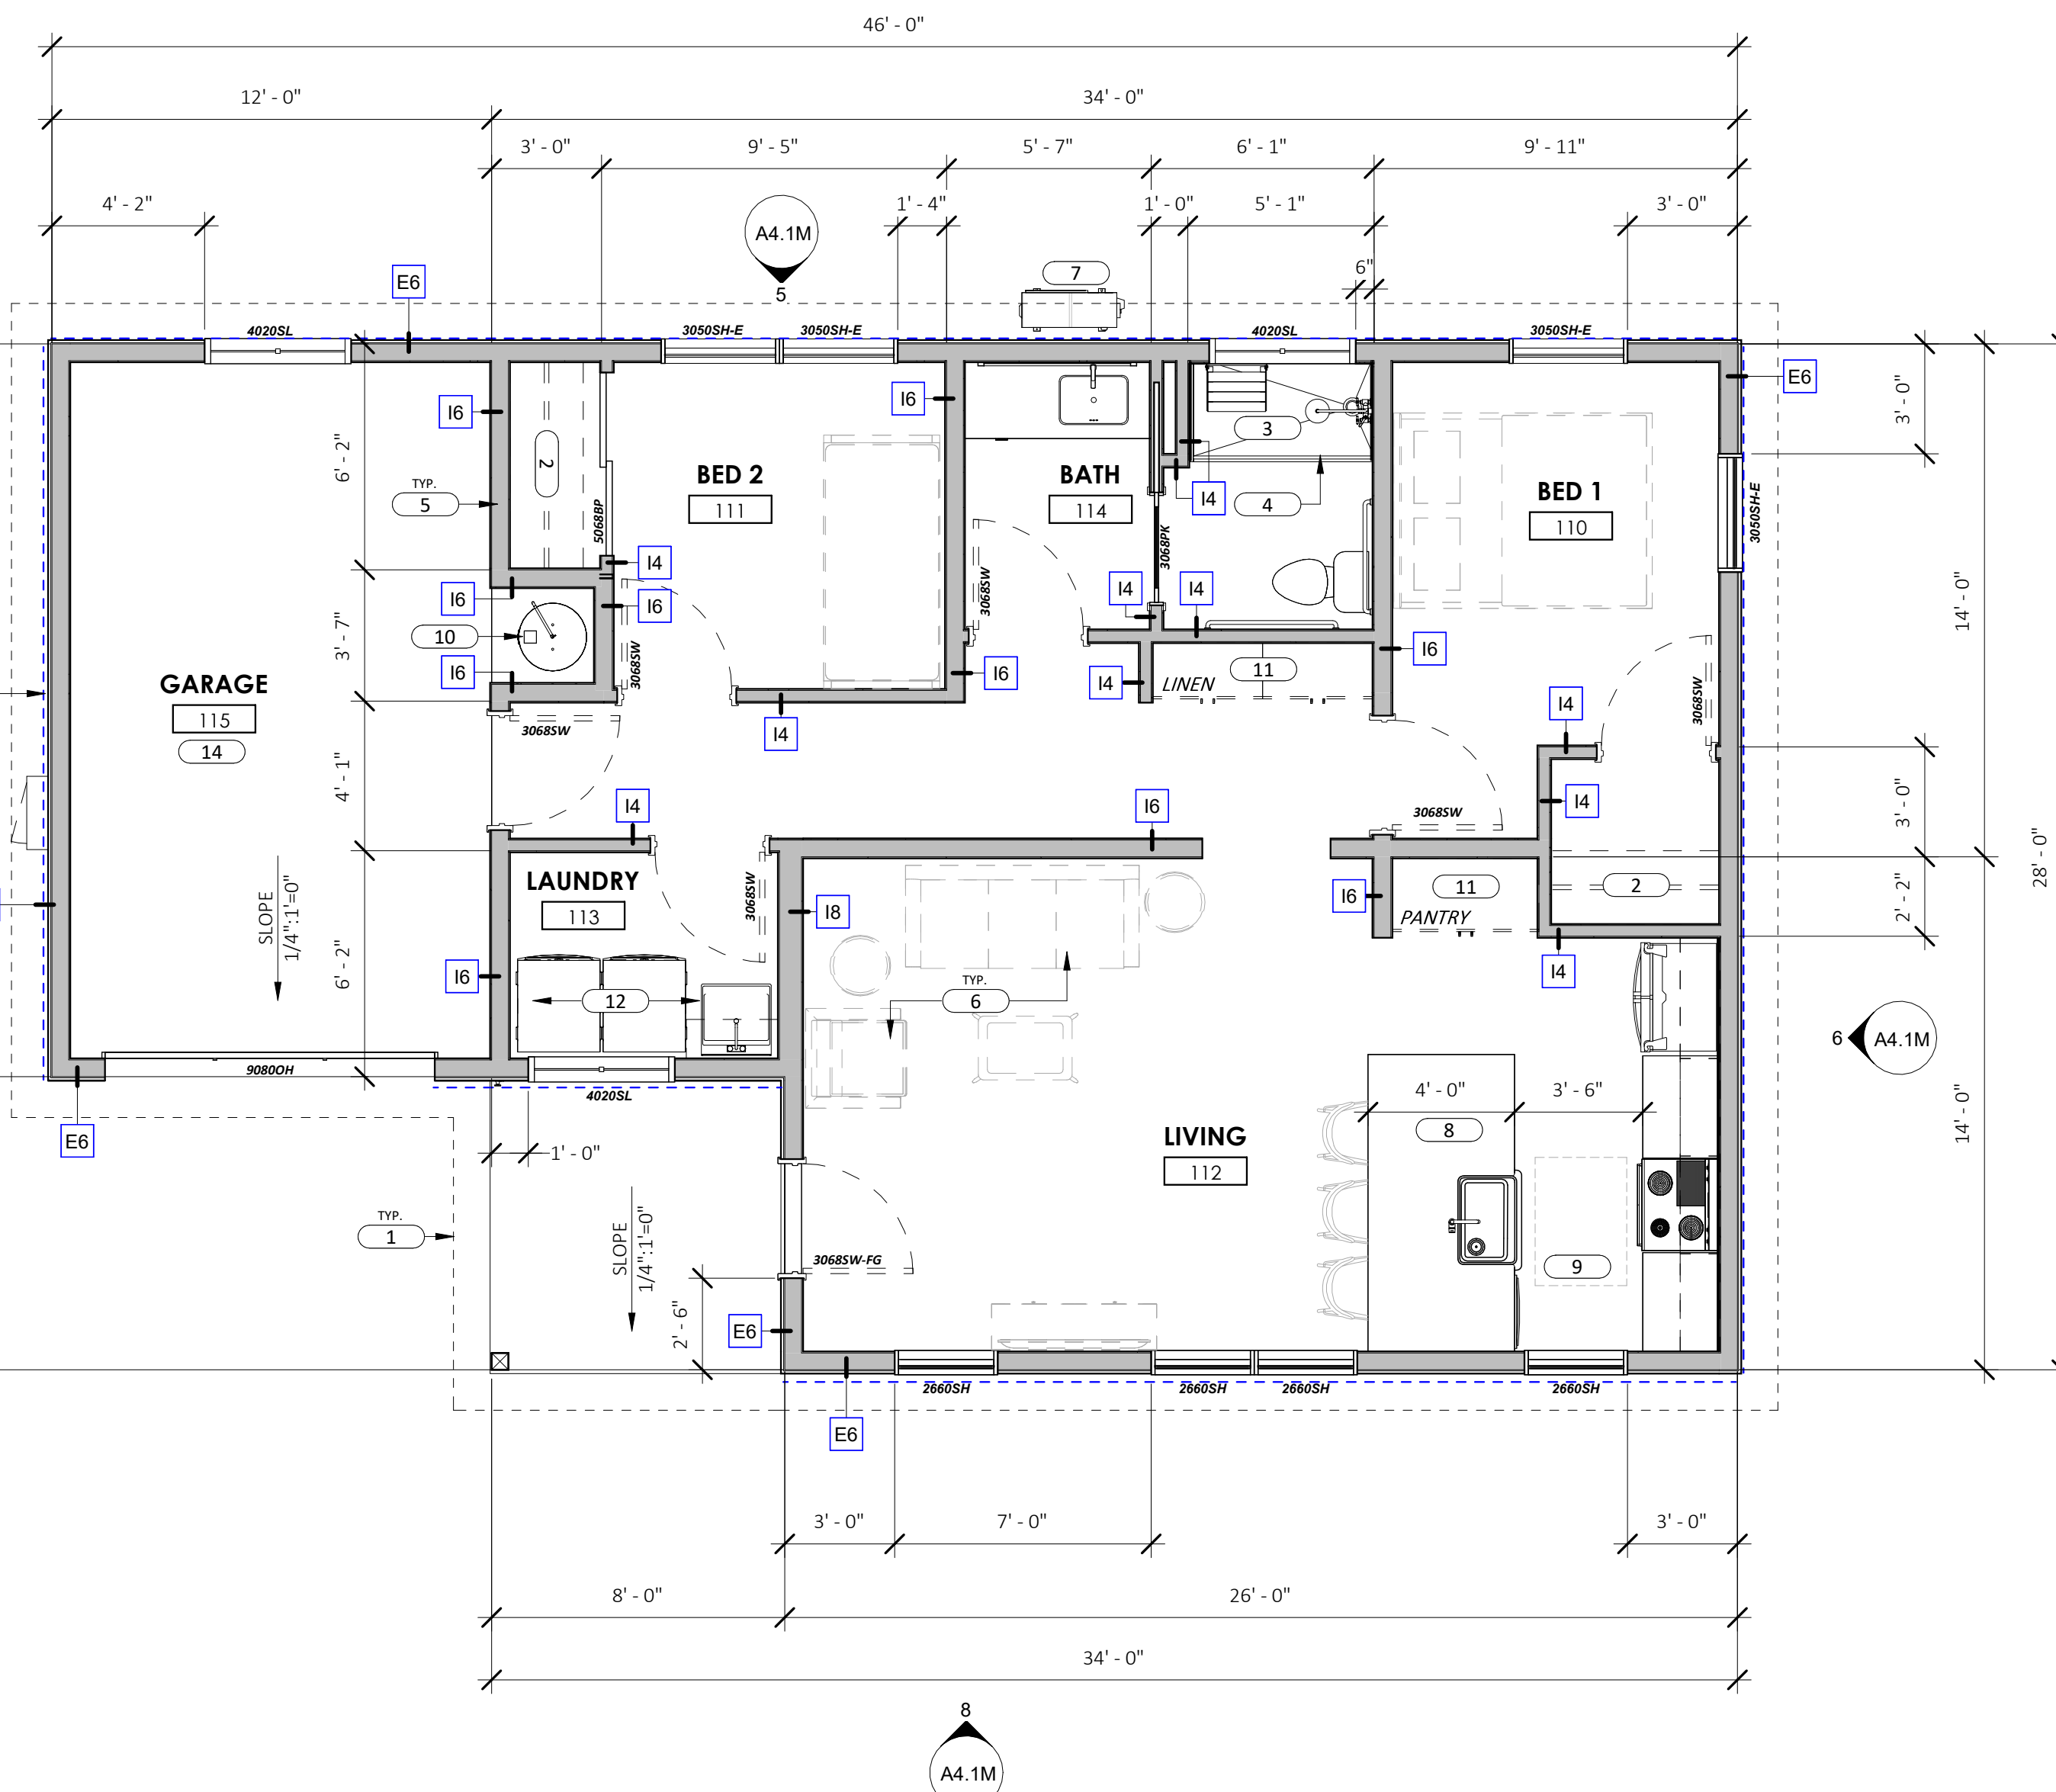 46' - 0"
12' - 0"
34' - 0"
3' - 0"
9' - 5"
5' - 7"
6' - 1"
9' - 11"
4' - 2"
1' - 4"
1' - 0"
5' - 1"
3' - 0"
A4.1M
5
6"
7
E6
4020SL
3050SH-E
3050SH-E
4020SL
3050SH-E
E6
3' - 0"
I6
I6
2
3
6' - 2"
BED 2
111
BATH
114
BED 1
110
TYP.
5
4
I4
3050SH-E
5068BP
3068PK
I4
I6
I6
3068SW
I4
I4
14' - 0"
10
3' - 7"
I6
3068SW
I6
I4
11
LINEN
I6
GARAGE
115
14
3068SW
I4
I4
3068SW
4' - 1"
I4
I6
3068SW
I4
3' - 0"
28' - 0"
LAUNDRY
113
3068SW
I8
I6
11
PANTRY
2
2' - 2"
SLOPE
1/4":1'=0"
6' - 2"
I6
12
TYP.
6
I4
6
A4.1M
9080OH
4020SL
4' - 0"
3' - 6"
8
E6
1' - 0"
LIVING
112
14' - 0"
TYP.
1
SLOPE
1/4":1'=0"
3068SW-FG
9
2' - 6"
E6
2660SH
2660SH
2660SH
2660SH
E6
3' - 0"
7' - 0"
3' - 0"
8' - 0"
26' - 0"
34' - 0"
8
A4.1M